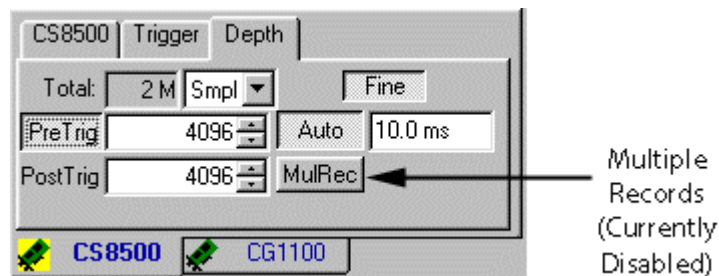 CS8500 Trigger Depth
Total: 2 M Smpl Fine
PreTrig 4096 Auto 10.0 ms
PostTrig 4096 MulRec
CS8500 CG1100
Multiple
Records
(Currently
Disabled)